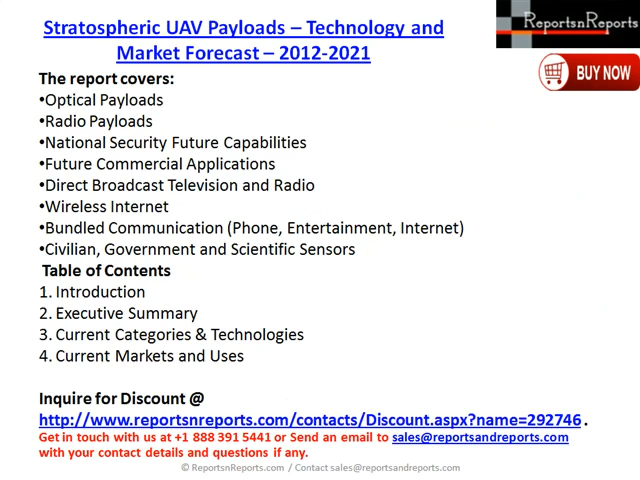 Stratospheric UAV Payloads – Technology and
Market Forecast – 2012-2021
ReportsnReports
BUY NOW
The report covers:
•Optical Payloads
•Radio Payloads
•National Security Future Capabilities
•Future Commercial Applications
•Direct Broadcast Television and Radio
•Wireless Internet
•Bundled Communication (Phone, Entertainment, Internet)
•Civilian, Government and Scientific Sensors
Table of Contents
1. Introduction
2. Executive Summary
3. Current Categories & Technologies
4. Current Markets and Uses
Inquire for Discount @
http://www.reportsnreports.com/contacts/Discount.aspx?name=292746 .
Get in touch with us at +1 888 391 5441 or Send an email to sales@reportsandreports.com
with your contact details and questions if any.
© ReportsnReports.com / Contact sales@reportsandreports.com